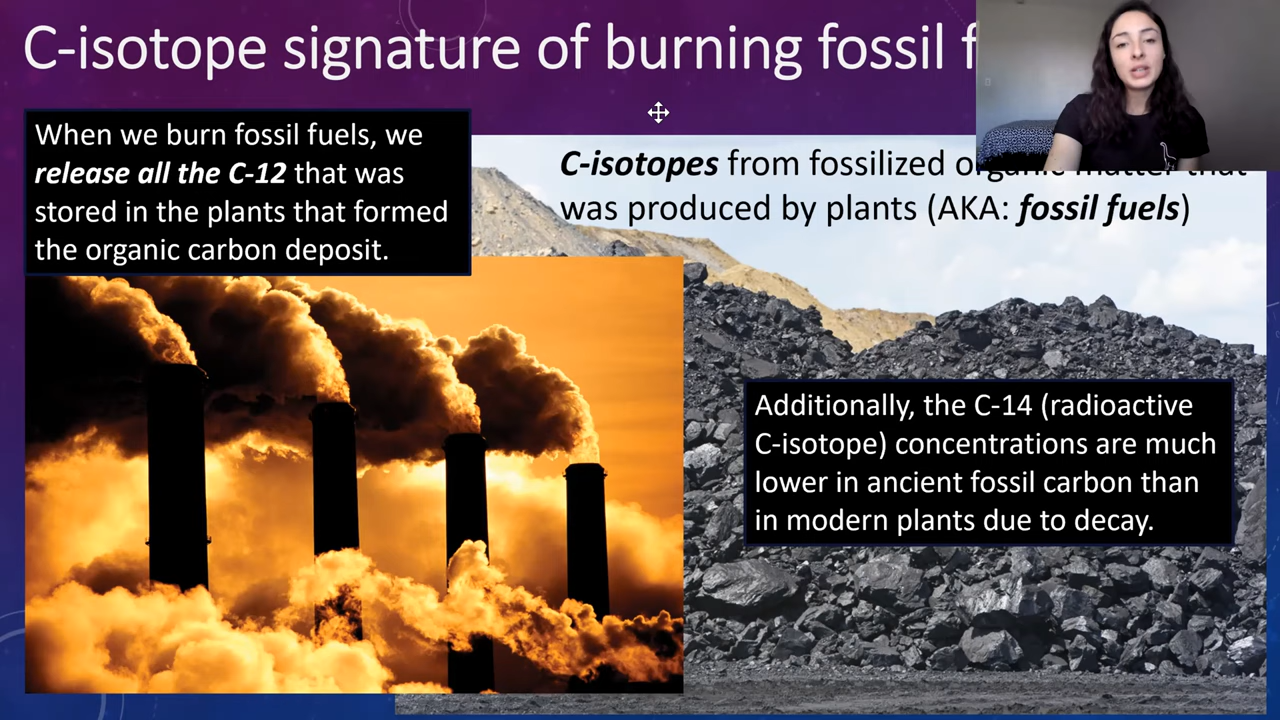 C-isotope signature of burning fossil
When we burn fossil fuels, we
release all the C-12 that was
stored in the plants that formed
the organic carbon deposit.
C-isotopes from fossilized organic matter that
was produced by plants (AKA: fossil fuels)
Additionally, the C-14 (radioactive
C-isotope) concentrations are much
lower in ancient fossil carbon than
in modern plants due to decay.